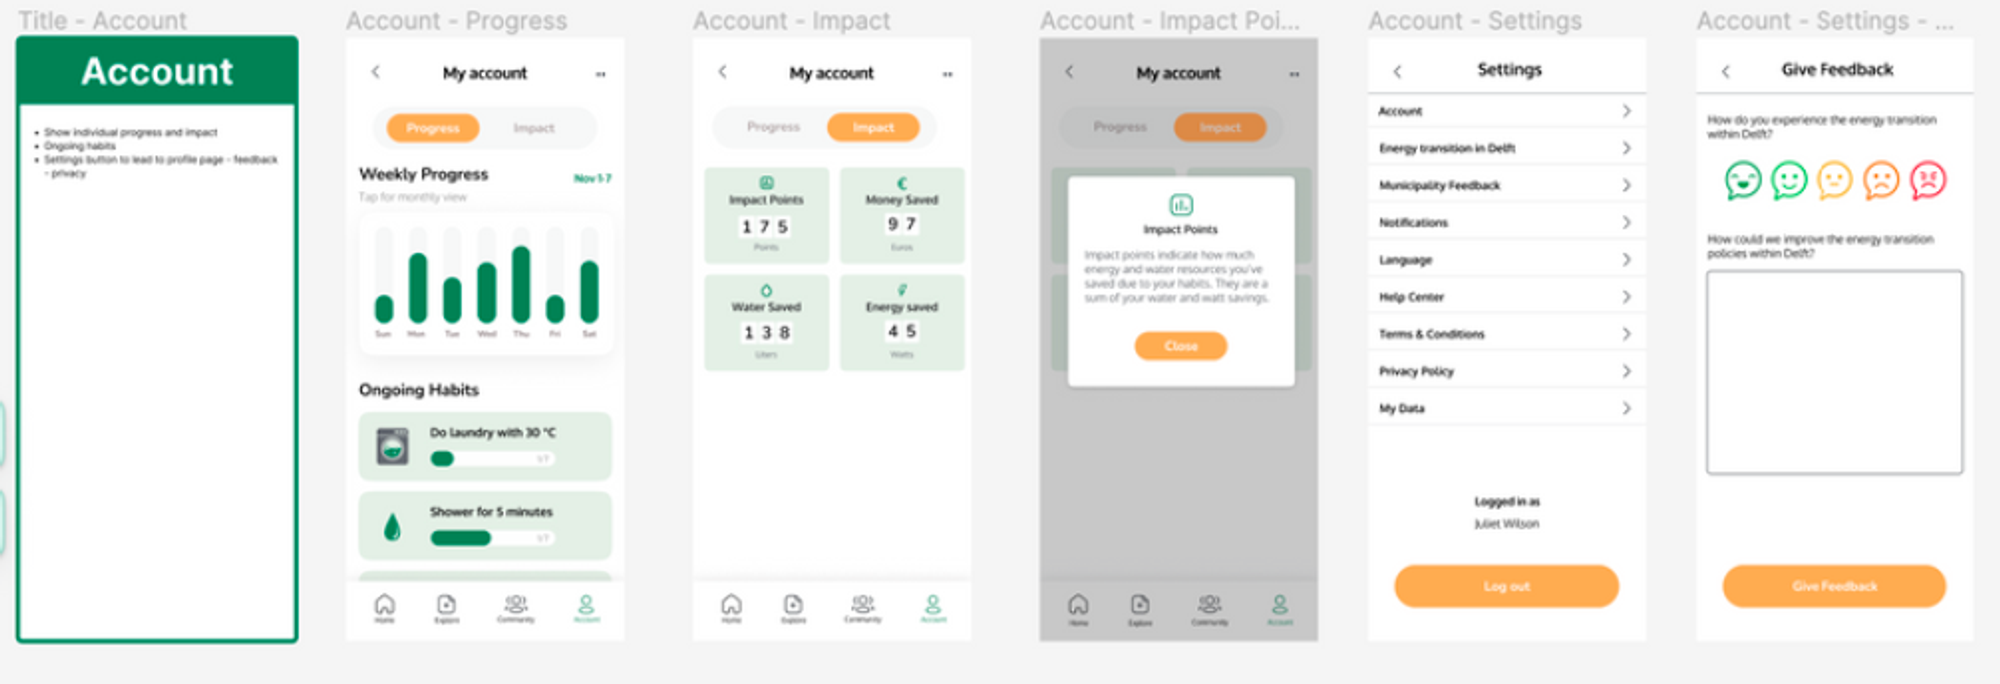 Title - Account
Account
Show individual progress and impact
Ongoing habits
Settings button to lead to profile page - feedback
- privacy
Account - Progress
My account
Progress
Impact
Weekly Progress
Nov 1-7
Tap for monthly view
Sun Mon Tue Wed Thu Fri Sat
Ongoing Habits
Do laundry with 30 °C
1/7
Shower for 5 minutes
1/7
Home Explore Community Account
Account - Impact
My account
Progress
Impact
Impact Points
1 7 5
Points
Money Saved
9 7
Euros
Water Saved
1 3 8
Liters
Energy saved
4 5
Watts
Home Explore Community Account
Account - Impact Poi...
My account
Progress
Impact
Impact Points
Impact points indicate how much
energy and water resources you've
saved due to your habits. They are a
sum of your water and watt savings.
Close
Home Explore Community Account
Account - Settings
Settings
Account
Energy transition in Delft
Municipality Feedback
Notifications
Language
Help Center
Terms & Conditions
Privacy Policy
My Data
Logged in as
Juliet Wilson
Log out
Account - Settings - ...
Give Feedback
How do you experience the energy transition
within Delft?
How could we improve the energy transition
policies within Delft?
Give Feedback